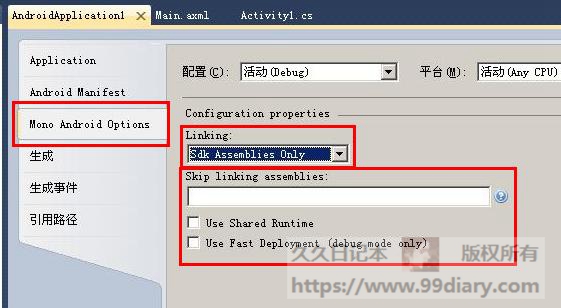 AndroidApplication1 Main.axml Activity1.cs
Application
配置(C): 活动(Debug) 平台(M): 活动(Any CPU)
Android Manifest
Configuration properties
Mono Android Options
Linking:
Sdk Assemblies Only
生成
Skip linking assemblies:
生成事件
引用路径
Use Shared Runtime
Use Fast Deployment (debug mode only)
久久日记本 版权所有
https://www.99diary.com